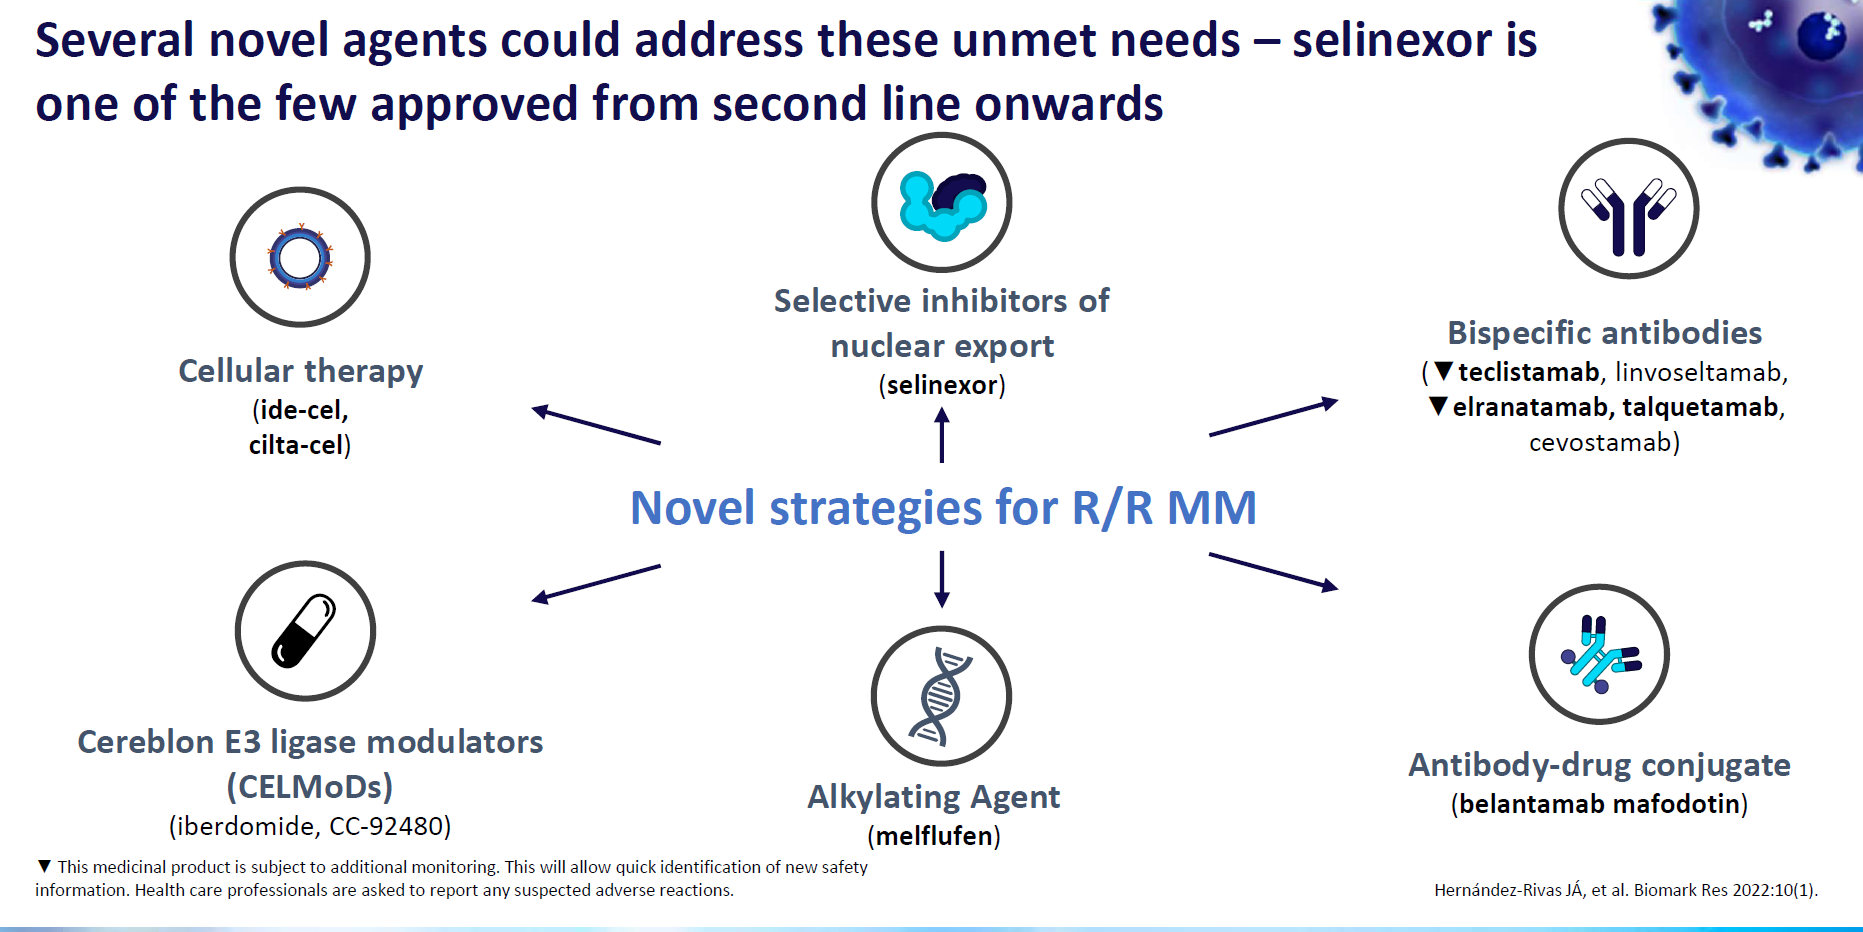 Several novel agents could address these unmet needs – selinexor is
one of the few approved from second line onwards
Cellular therapy
(ide-cel,
cilta-cel)
Selective inhibitors of
nuclear export
(selinexor)
Bispecific antibodies
(▼teclistamab, linvoseltamab,
▼elranatamab, talquetamab,
cevostamab)
Novel strategies for R/R MM
Cereblon E3 ligase modulators
(CELMoDs)
(iberdomide, CC-92480)
Alkylating Agent
(melflufen)
Antibody-drug conjugate
(belantamab mafodotin)
▼ This medicinal product is subject to additional monitoring. This will allow quick identification of new safety
information. Health care professionals are asked to report any suspected adverse reactions.
Hernández-Rivas JÁ, et al. Biomark Res 2022:10(1).